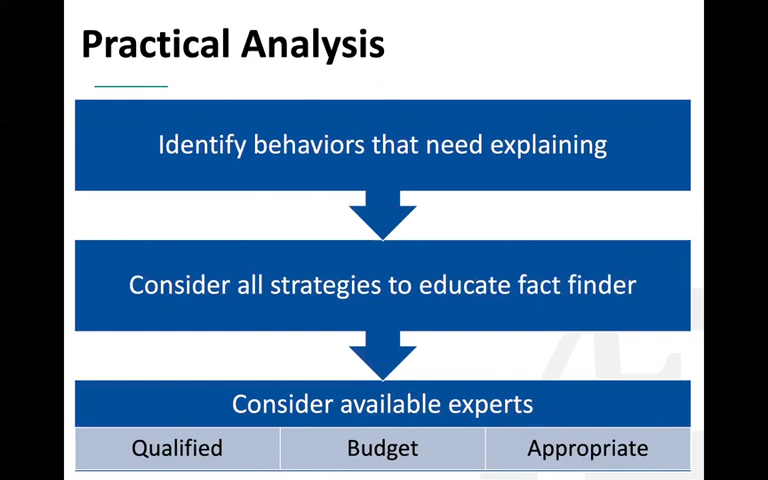 Practical Analysis
Identify behaviors that need explaining
Consider all strategies to educate fact finder
Consider available experts
Qualified
Budget
Appropriate